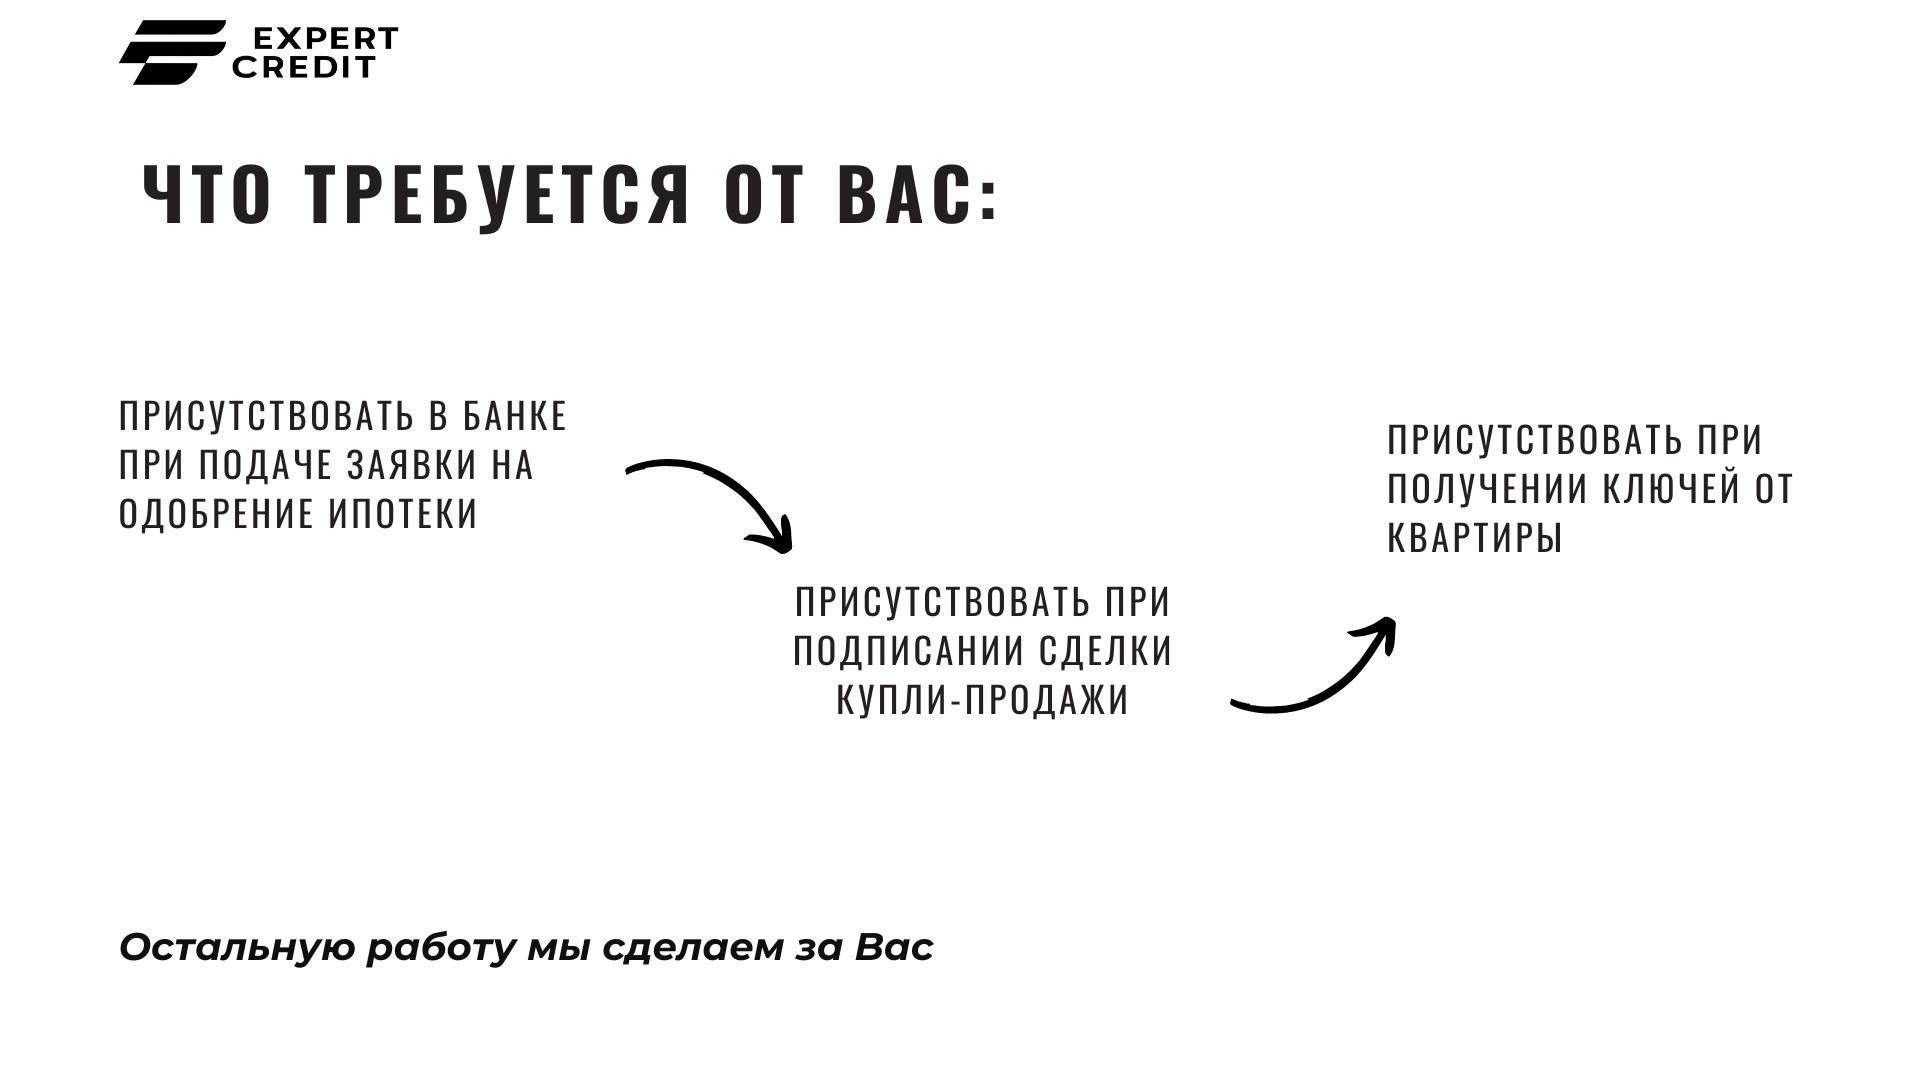 EXPERT
CREDIT
ЧТО ТРЕБУЕТСЯ ОТ ВАС:
ПРИСУТСТВОВАТЬ В БАНКЕ
ПРИ ПОДАЧЕ ЗАЯВКИ НА
ОДОБРЕНИЕ ИПОТЕКИ
ПРИСУТСТВОВАТЬ ПРИ
ПОДПИСАНИИ СДЕЛКИ
КУПЛИ-ПРОДАЖИ
ПРИСУТСТВОВАТЬ ПРИ
ПОЛУЧЕНИИ КЛЮЧЕЙ ОТ
КВАРТИРЫ
Остальную работу мы сделаем за Вас